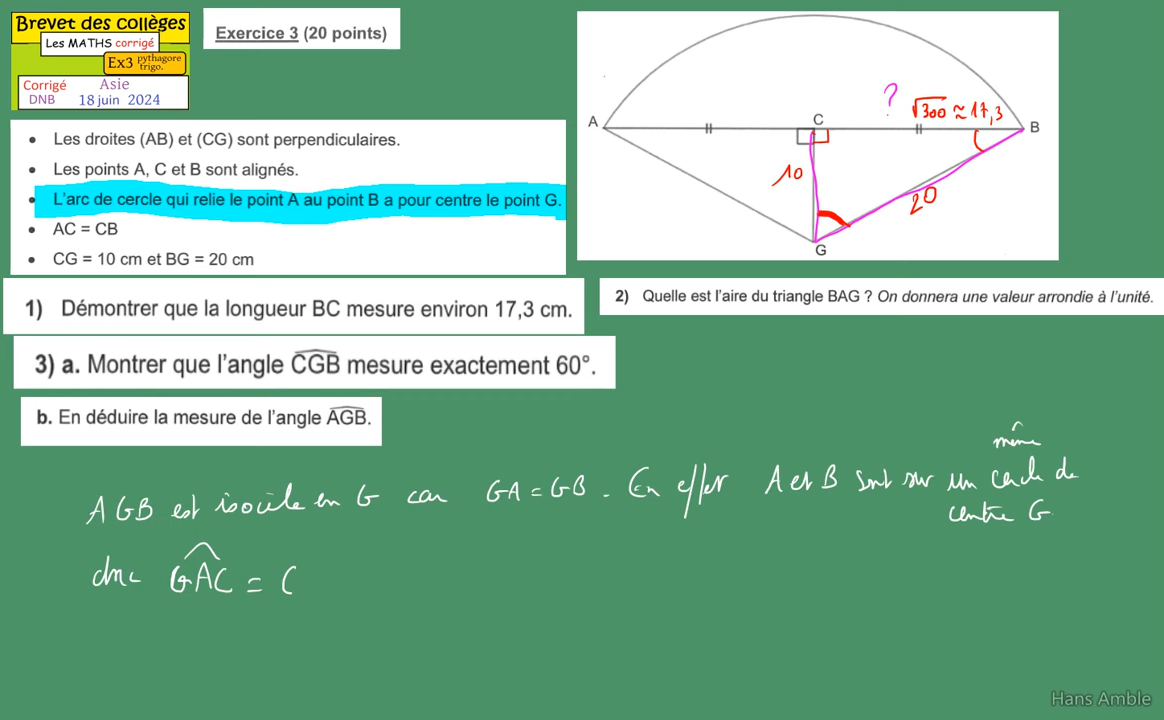 Brevet des collèges
Les MATHS corrigé
Ex3 pythagore trigo.
Corrigé Asie
DNB 18 juin 2024
Exercice 3 (20 points)
• Les droites (AB) et (CG) sont perpendiculaires.
• Les points A, C et B sont alignés.
• L'arc de cercle qui relie le point A au point B a pour centre le point G.
• AC = CB
• CG = 10 cm et BG = 20 cm
?
√300 ≈ 17,3
A
C
B
10
20
G
1) Démontrer que la longueur BC mesure environ 17,3 cm.
2) Quelle est l'aire du triangle BAG ? On donnera une valeur arrondie à l'unité.
3) a. Montrer que l'angle CGB mesure exactement 60°.
b. En déduire la mesure de l'angle AGB.
même
AGB est isocèle en G car GA = GB. En effet A et B sont sur un cercle de
centre G.
donc GAC = C
Hans Amble